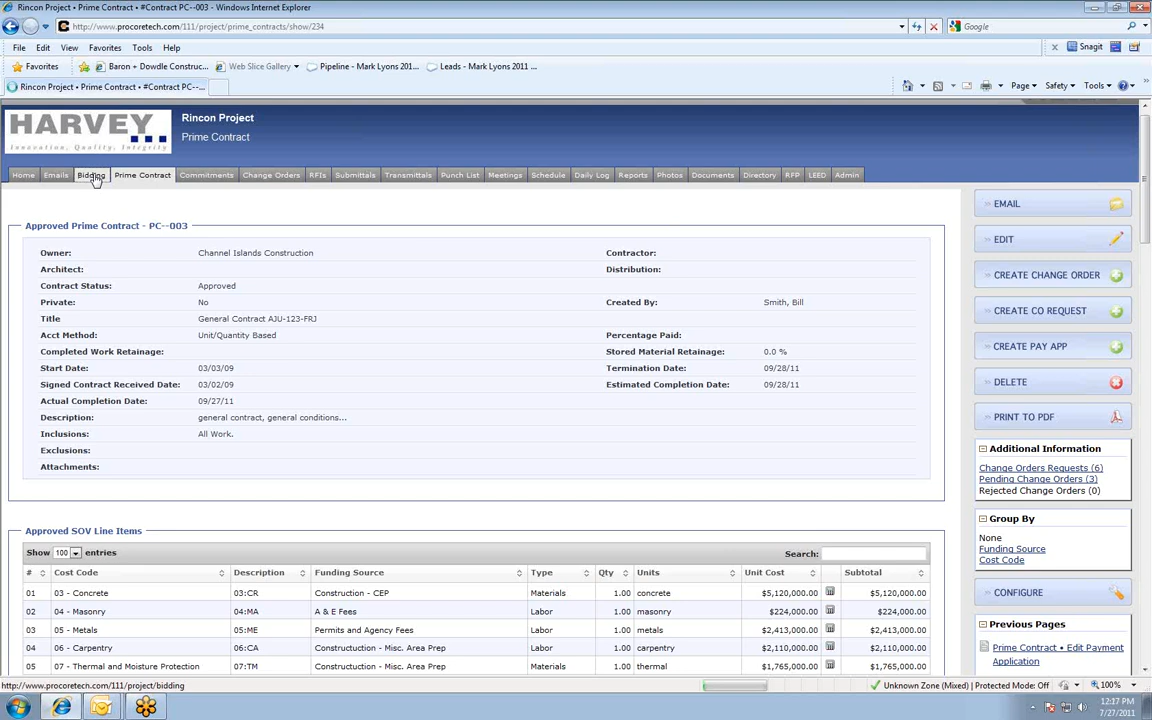 Rincon Project • Prime Contract • #Contract PC--003 - Windows Internet Explorer
http://www.procoretech.com/111/project/prime_contracts/show/234
Google
File Edit View Favorites Tools Help
Snagit
Favorites Baron + Dowdle Construc... Web Slice Gallery Pipeline - Mark Lyons 201... Leads - Mark Lyons 2011 ...
Rincon Project • Prime Contract • #Contract PC--...
Page Safety Tools
HARVEY
Innovation, Quality, Integrity
Rincon Project
Prime Contract
Home Emails Bidding Prime Contract Commitments Change Orders RFIs Submittals Transmittals Punch List Meetings Schedule Daily Log Reports Photos Documents Directory RFP LEED Admin
Approved Prime Contract - PC--003
Owner: Channel Islands Construction Contractor:
Architect: Distribution:
Contract Status: Approved
Private: No Created By: Smith, Bill
Title General Contract AJU-123-FRJ
Acct Method: Unit/Quantity Based Percentage Paid:
Completed Work Retainage: Stored Material Retainage: 0.0 %
Start Date: 03/03/09 Termination Date: 09/28/11
Signed Contract Received Date: 03/02/09 Estimated Completion Date: 09/28/11
Actual Completion Date: 09/27/11
Description: general contract, general conditions...
Inclusions: All Work.
Exclusions:
Attachments:
EMAIL
EDIT
CREATE CHANGE ORDER
CREATE CO REQUEST
CREATE PAY APP
DELETE
PRINT TO PDF
Additional Information
Change Orders Requests (6)
Pending Change Orders (3)
Rejected Change Orders (0)
Group By
None
Funding Source
Cost Code
CONFIGURE
Previous Pages
Prime Contract • Edit Payment
Application
Approved SOV Line Items
Show 100 entries Search:
# Cost Code Description Funding Source Type Qty Units Unit Cost Subtotal
01 03 - Concrete 03:CR Construction - CEP Materials 1.00 concrete $5,120,000.00 $5,120,000.00
02 04 - Masonry 04:MA A & E Fees Labor 1.00 masonry $224,000.00 $224,000.00
03 05 - Metals 05:ME Permits and Agency Fees Labor 1.00 metals $2,413,000.00 $2,413,000.00
04 06 - Carpentry 06:CA Constructuction - Misc. Area Prep Labor 1.00 carpentry $2,110,000.00 $2,110,000.00
05 07 - Thermal and Moisture Protection 07:TM Constructuction - Misc. Area Prep Materials 1.00 thermal $1,765,000.00 $1,765,000.00
http://www.procoretech.com/111/project/bidding
Unknown Zone (Mixed) | Protected Mode: Off
100%
12:17 PM
7/27/2011